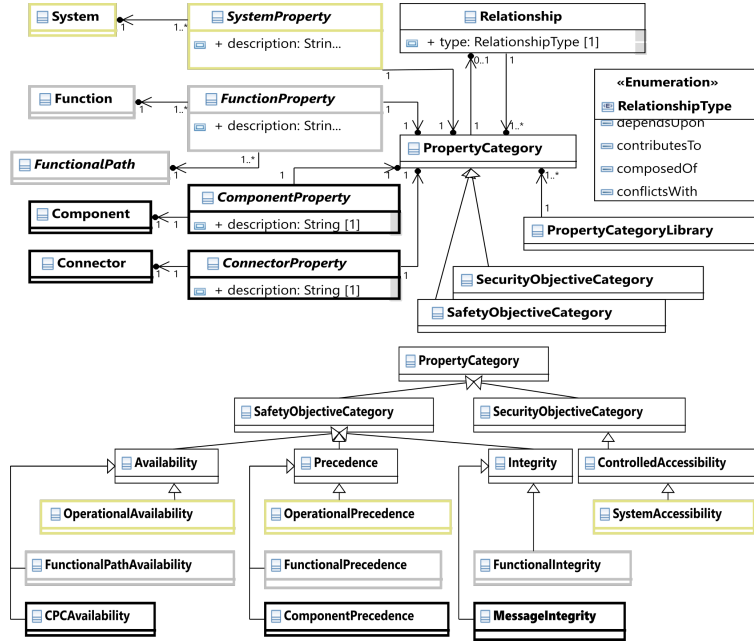 System
1
1..*
SystemProperty
+ description: Strin...
1
Relationship
+ type: RelationshipType [1]
0..1
1
«Enumeration»
RelationshipType
dependsUpon
contributesTo
composedOf
conflictsWith
Function
1
1..*
FunctionProperty
+ description: Strin...
1
1
1
1
1..*
PropertyCategory
FunctionalPath
1
1..*
1
1
1
1..*
1
ComponentProperty
+ description: String [1]
Component
1
1
PropertyCategoryLibrary
Connector
1
1
ConnectorProperty
+ description: String [1]
1
SecurityObjectiveCategory
SafetyObjectiveCategory
PropertyCategory
SafetyObjectiveCategory
SecurityObjectiveCategory
Availability
Precedence
Integrity
ControlledAccessibility
OperationalAvailability
OperationalPrecedence
SystemAccessibility
FunctionalPathAvailability
FunctionalPrecedence
FunctionalIntegrity
CPCAvailability
ComponentPrecedence
MessageIntegrity